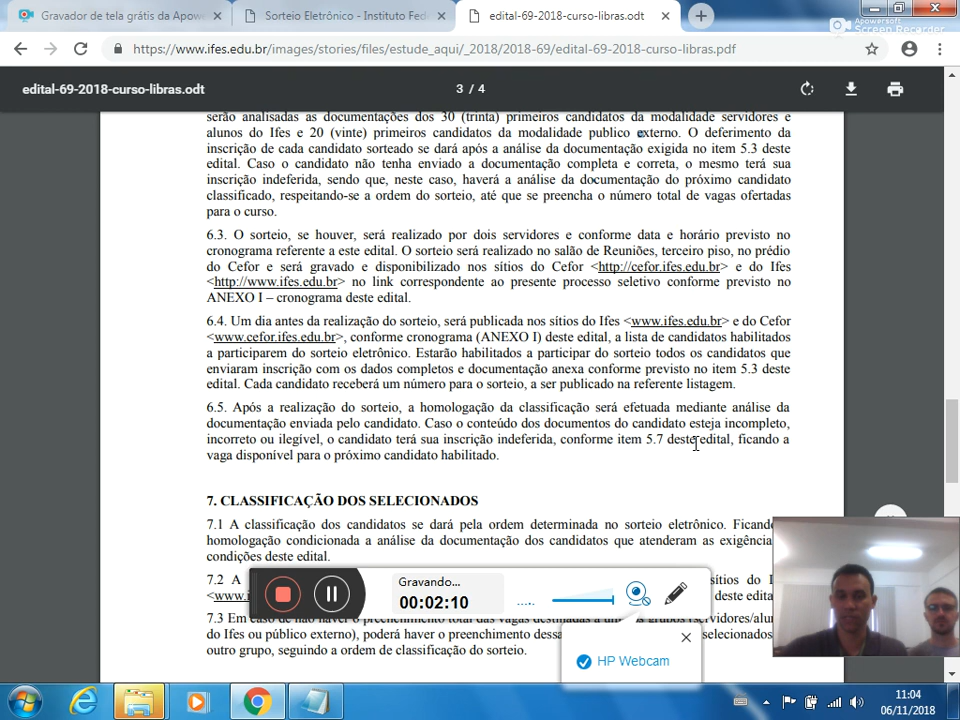 Gravador de tela grátis da Apowe
Sorteio Eletrônico - Instituto Fede
edital-69-2018-curso-libras.odt
Apowersoft
Screen Recorder
https://www.ifes.edu.br/images/stories/files/estude_aqui/_2018/2018-69/edital-69-2018-curso-libras.pdf
edital-69-2018-curso-libras.odt
3 / 4
serão analisadas as documentações dos 30 (trinta) primeiros candidatos da modalidade servidores e
alunos do Ifes e 20 (vinte) primeiros candidatos da modalidade publico externo. O deferimento da
inscrição de cada candidato sorteado se dará após a análise da documentação exigida no item 5.3 deste
edital. Caso o candidato não tenha enviado a documentação completa e correta, o mesmo terá sua
inscrição indeferida, sendo que, neste caso, haverá a análise da documentação do próximo candidato
classificado, respeitando-se a ordem do sorteio, até que se preencha o número total de vagas ofertadas
para o curso.
6.3. O sorteio, se houver, será realizado por dois servidores e conforme data e horário previsto no
cronograma referente a este edital. O sorteio será realizado no salão de Reuniões, terceiro piso, no prédio
do Cefor e será gravado e disponibilizado nos sítios do Cefor <http://cefor.ifes.edu.br> e do Ifes
<http://www.ifes.edu.br> no link correspondente ao presente processo seletivo conforme previsto no
ANEXO I – cronograma deste edital.
6.4. Um dia antes da realização do sorteio, será publicada nos sítios do Ifes <www.ifes.edu.br> e do Cefor
<www.cefor.ifes.edu.br>, conforme cronograma (ANEXO I) deste edital, a lista de candidatos habilitados
a participarem do sorteio eletrônico. Estarão habilitados a participar do sorteio todos os candidatos que
enviaram inscrição com os dados completos e documentação anexa conforme previsto no item 5.3 deste
edital. Cada candidato receberá um número para o sorteio, a ser publicado na referente listagem.
6.5. Após a realização do sorteio, a homologação da classificação será efetuada mediante análise da
documentação enviada pelo candidato. Caso o conteúdo dos documentos do candidato esteja incompleto,
incorreto ou ilegível, o candidato terá sua inscrição indeferida, conforme item 5.7 deste edital, ficando a
vaga disponível para o próximo candidato habilitado.
7. CLASSIFICAÇÃO DOS SELECIONADOS
7.1 A classificação dos candidatos se dará pela ordem determinada no sorteio eletrônico. Ficand
homologação condicionada a análise da documentação dos candidatos que atenderam as exigência
condições deste edital.
7.2 A
sítios do I
<www.i
deste edita
7.3 Em caso de não haver o preenchimento total das vagas destinadas a um dos grupos (servidores/alun
do Ifes ou público externo), poderá haver o preenchimento dessa
selecionados
outro grupo, seguindo a ordem de classificação do sorteio.
Gravando...
00:02:10
HP Webcam
11:04
06/11/2018